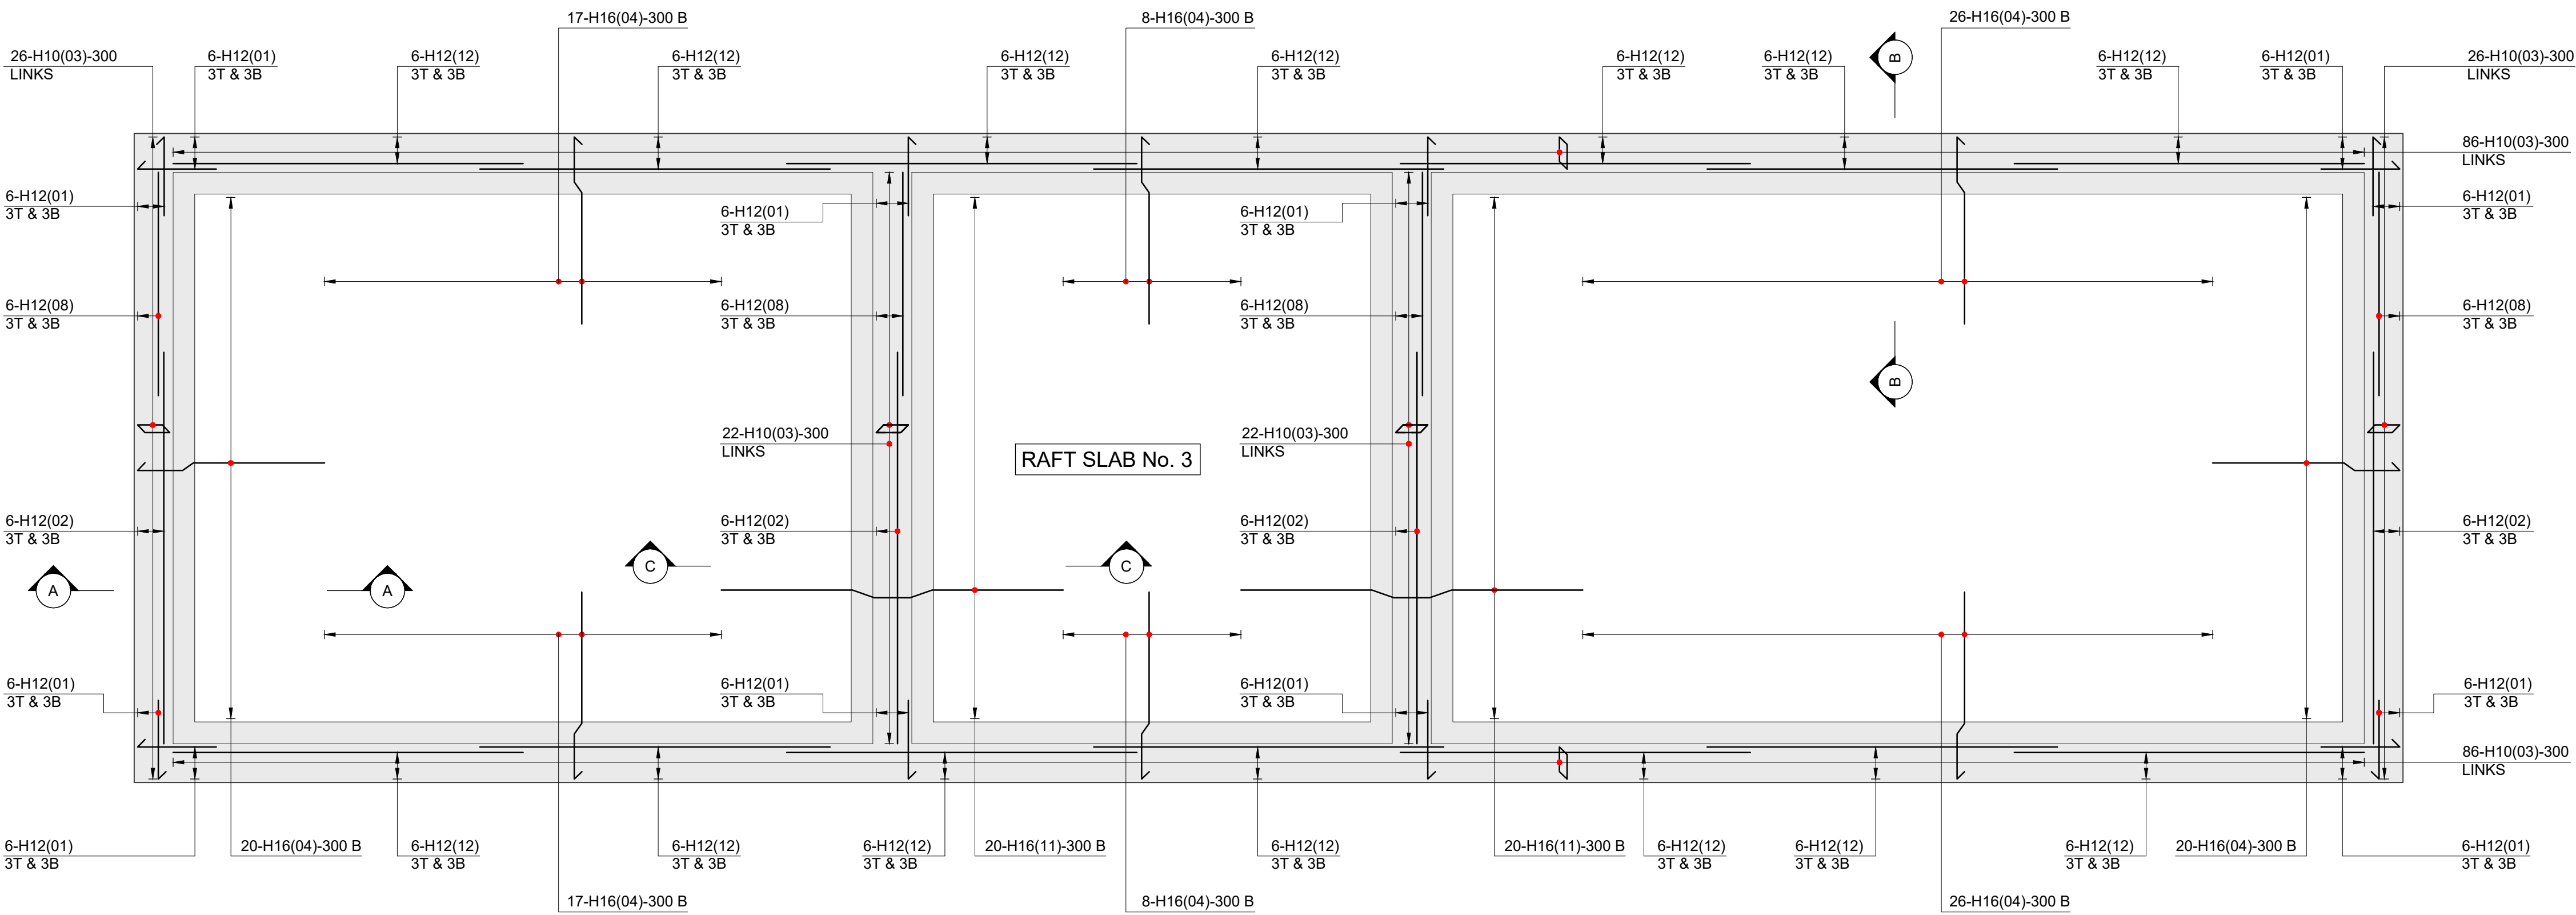 17-H16(04)-300 B
8-H16(04)-300 B
26-H16(04)-300 B
26-H10(03)-300
LINKS
6-H12(01)
3T & 3B
6-H12(12)
3T & 3B
6-H12(12)
3T & 3B
6-H12(12)
3T & 3B
6-H12(12)
3T & 3B
6-H12(12)
3T & 3B
6-H12(12)
3T & 3B
B
6-H12(12)
3T & 3B
6-H12(01)
3T & 3B
26-H10(03)-300
LINKS
86-H10(03)-300
LINKS
6-H12(01)
3T & 3B
6-H12(01)
3T & 3B
6-H12(01)
3T & 3B
6-H12(01)
3T & 3B
6-H12(08)
3T & 3B
6-H12(08)
3T & 3B
6-H12(08)
3T & 3B
6-H12(08)
3T & 3B
B
22-H10(03)-300
LINKS
RAFT SLAB No. 3
22-H10(03)-300
LINKS
6-H12(02)
3T & 3B
6-H12(02)
3T & 3B
6-H12(02)
3T & 3B
6-H12(02)
3T & 3B
C
C
A
A
6-H12(01)
3T & 3B
6-H12(01)
3T & 3B
6-H12(01)
3T & 3B
6-H12(01)
3T & 3B
86-H10(03)-300
LINKS
6-H12(01)
3T & 3B
20-H16(04)-300 B
6-H12(12)
3T & 3B
6-H12(12)
3T & 3B
6-H12(12)
3T & 3B
20-H16(11)-300 B
6-H12(12)
3T & 3B
20-H16(11)-300 B
6-H12(12)
3T & 3B
6-H12(12)
3T & 3B
6-H12(12)
3T & 3B
20-H16(04)-300 B
6-H12(01)
3T & 3B
17-H16(04)-300 B
8-H16(04)-300 B
26-H16(04)-300 B